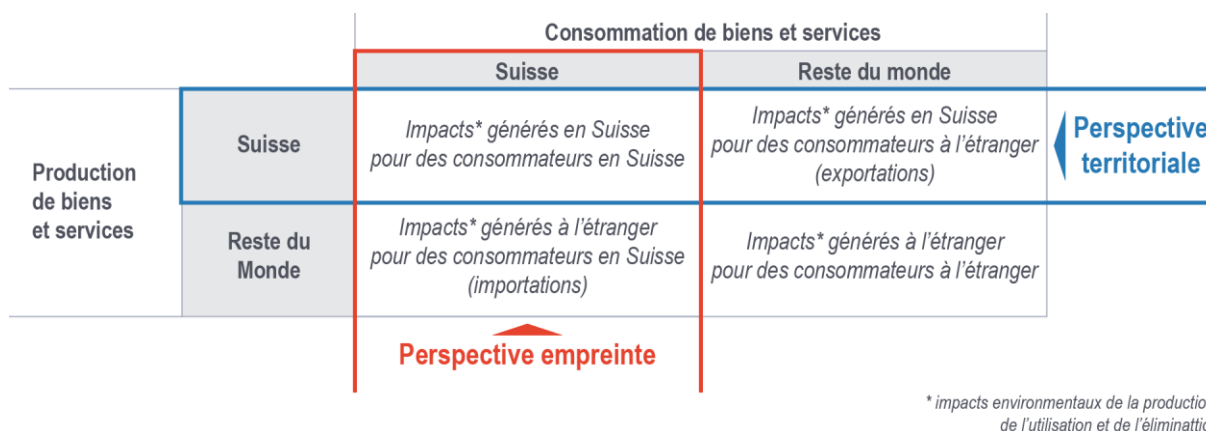 Consommation de biens et services
Suisse
Reste du monde
Production
de biens
et services
Suisse
Impacts* générés en Suisse
pour des consommateurs en Suisse
Impacts* générés en Suisse
pour des consommateurs à l'étranger
(exportations)
Perspective
territoriale
Reste du
Monde
Impacts* générés à l'étranger
pour des consommateurs en Suisse
(importations)
Impacts* générés à l'étranger
pour des consommateurs à l'étranger
Perspective empreinte
* impacts environnementaux de la production
de l'utilisation et de l'éliminattio